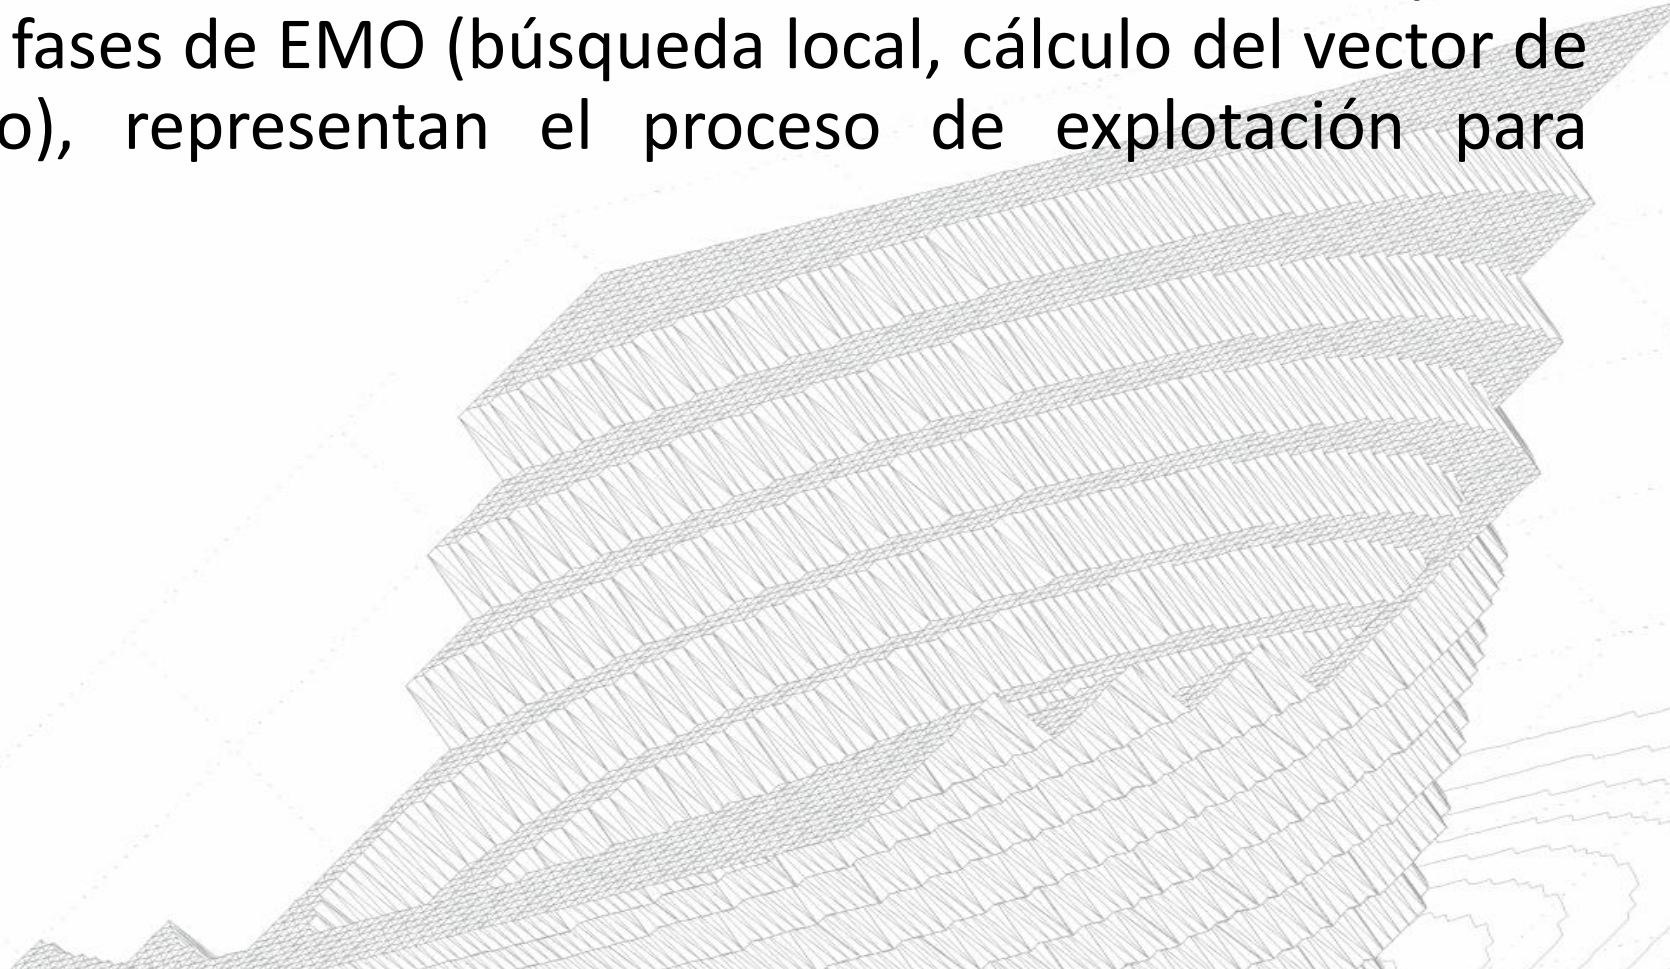 fases de EMO (búsqueda local, cálculo del vector de
o), representan el proceso de explotación para